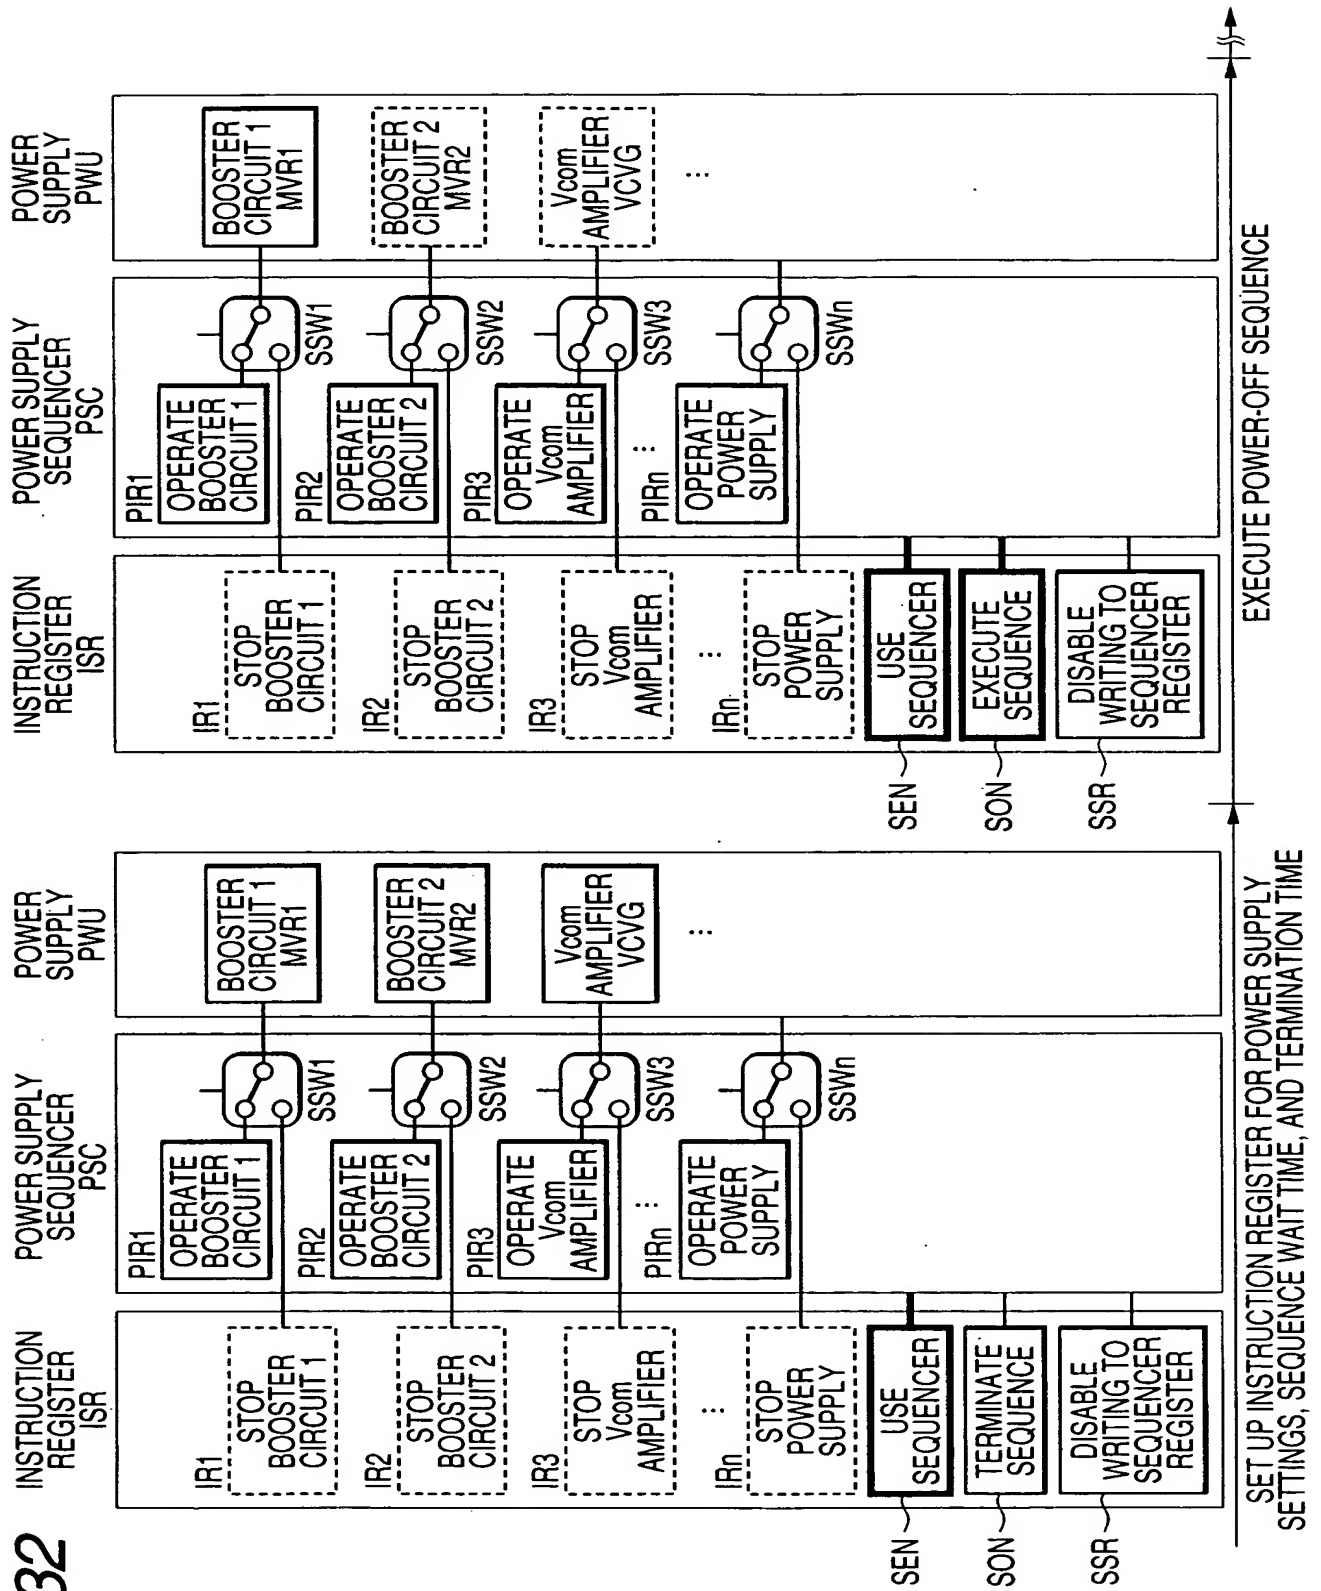 32
INSTRUCTION
REGISTER
ISR
POWER SUPPLY
SEQUENCER
PSC
POWER
SUPPLY
PWU
IR1
STOP
BOOSTER
CIRCUIT 1
IR2
STOP
BOOSTER
CIRCUIT 2
IR3
STOP
Vcom
AMPLIFIER
...
IRn
STOP
POWER
SUPPLY
SEN
USE
SEQUENCER
SON
TERMINATE
SEQUENCE
SSR
DISABLE
WRITING TO
SEQUENCER
REGISTER
PIR1
OPERATE
BOOSTER
CIRCUIT 1
SSW1
PIR2
OPERATE
BOOSTER
CIRCUIT 2
SSW2
PIR3
OPERATE
Vcom
AMPLIFIER
SSW3
...
PIRn
OPERATE
POWER
SUPPLY
SSWn
BOOSTER
CIRCUIT 1
MVR1
BOOSTER
CIRCUIT 2
MVR2
Vcom
AMPLIFIER
VCVG
...
SET UP INSTRUCTION REGISTER FOR POWER SUPPLY
SETTINGS, SEQUENCE WAIT TIME, AND TERMINATION TIME
INSTRUCTION
REGISTER
ISR
POWER SUPPLY
SEQUENCER
PSC
POWER
SUPPLY
PWU
IR1
STOP
BOOSTER
CIRCUIT 1
IR2
STOP
BOOSTER
CIRCUIT 2
IR3
STOP
Vcom
AMPLIFIER
...
IRn
STOP
POWER
SUPPLY
SEN
USE
SEQUENCER
SON
EXECUTE
SEQUENCE
SSR
DISABLE
WRITING TO
SEQUENCER
REGISTER
PIR1
OPERATE
BOOSTER
CIRCUIT 1
SSW1
PIR2
OPERATE
BOOSTER
CIRCUIT 2
SSW2
PIR3
OPERATE
Vcom
AMPLIFIER
SSW3
...
PIRn
OPERATE
POWER
SUPPLY
SSWn
BOOSTER
CIRCUIT 1
MVR1
BOOSTER
CIRCUIT 2
MVR2
Vcom
AMPLIFIER
VCVG
...
EXECUTE POWER-OFF SEQUENCE